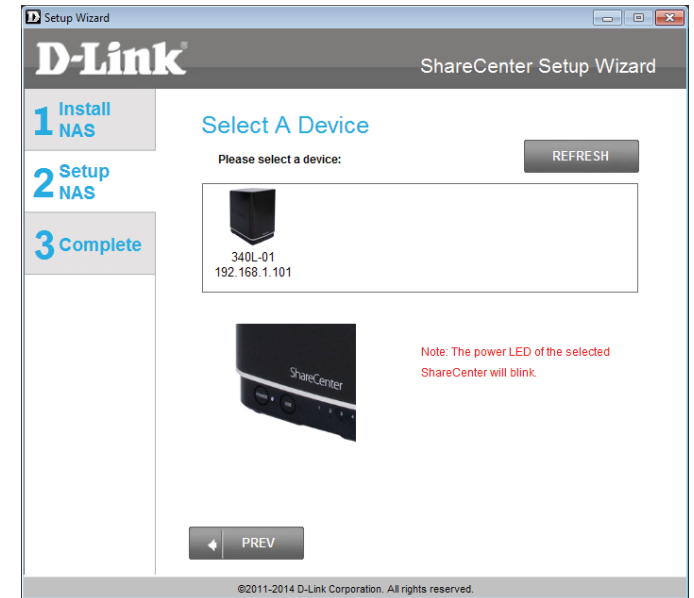 Setup Wizard
D-Link
ShareCenter Setup Wizard
1 Install
NAS
2 Setup
NAS
3 Complete
Select A Device
Please select a device:
REFRESH
340L-01
192.168.1.101
ShareCenter
Note: The power LED of the selected
ShareCenter will blink.
PREV
©2011-2014 D-Link Corporation. All rights reserved.